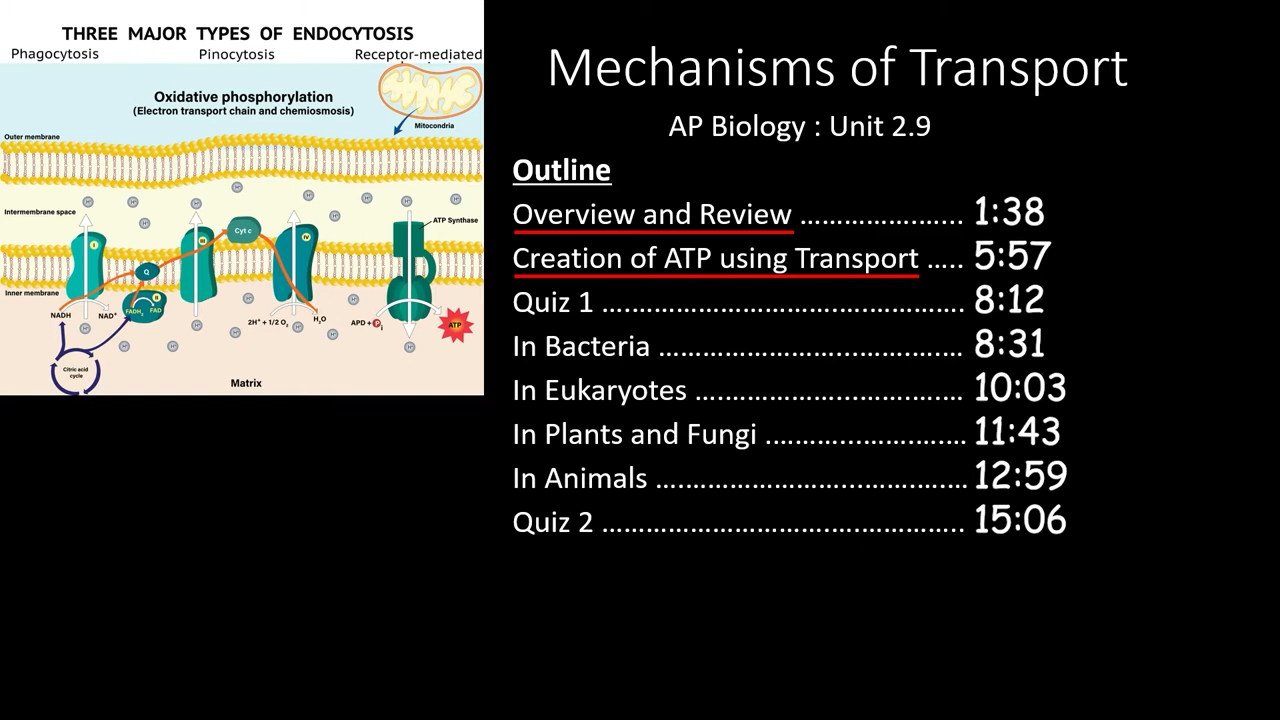 THREE MAJOR TYPES OF ENDOCYTOSIS
Phagocytosis Pinocytosis Receptor-mediated
Oxidative phosphorylation
(Electron transport chain and chemiosmosis)
Mitocondria
Outer membrane
H⁺ H⁺ H⁺ H⁺ H⁺ H⁺ H⁺ H⁺ H⁺ H⁺
Intermembrane space
ATP Synthase
I III Cyt c IV
Q
Inner membrane
II
FADH₂ FAD
NADH NAD⁺
2H⁺ + 1/2 O₂ H₂O
APD + P i
ATP
H⁺ H⁺ H⁺ H⁺ H⁺ H⁺ H⁺ H⁺ H⁺
Citric acid
cycle
Matrix
Mechanisms of Transport
AP Biology : Unit 2.9
Outline
Overview and Review ..................... 1:38
Creation of ATP using Transport ..... 5:57
Quiz 1 ............................................. 8:12
In Bacteria ...................................... 8:31
In Eukaryotes ................................. 10:03
In Plants and Fungi ......................... 11:43
In Animals ....................................... 12:59
Quiz 2 ............................................. 15:06